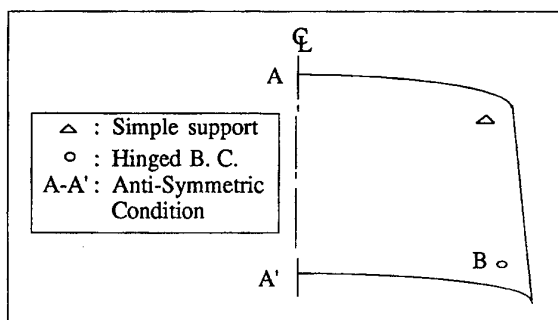 ℄
A
△ : Simple support
○ : Hinged B. C.
A-A' : Anti-Symmetric
Condition
B
A'